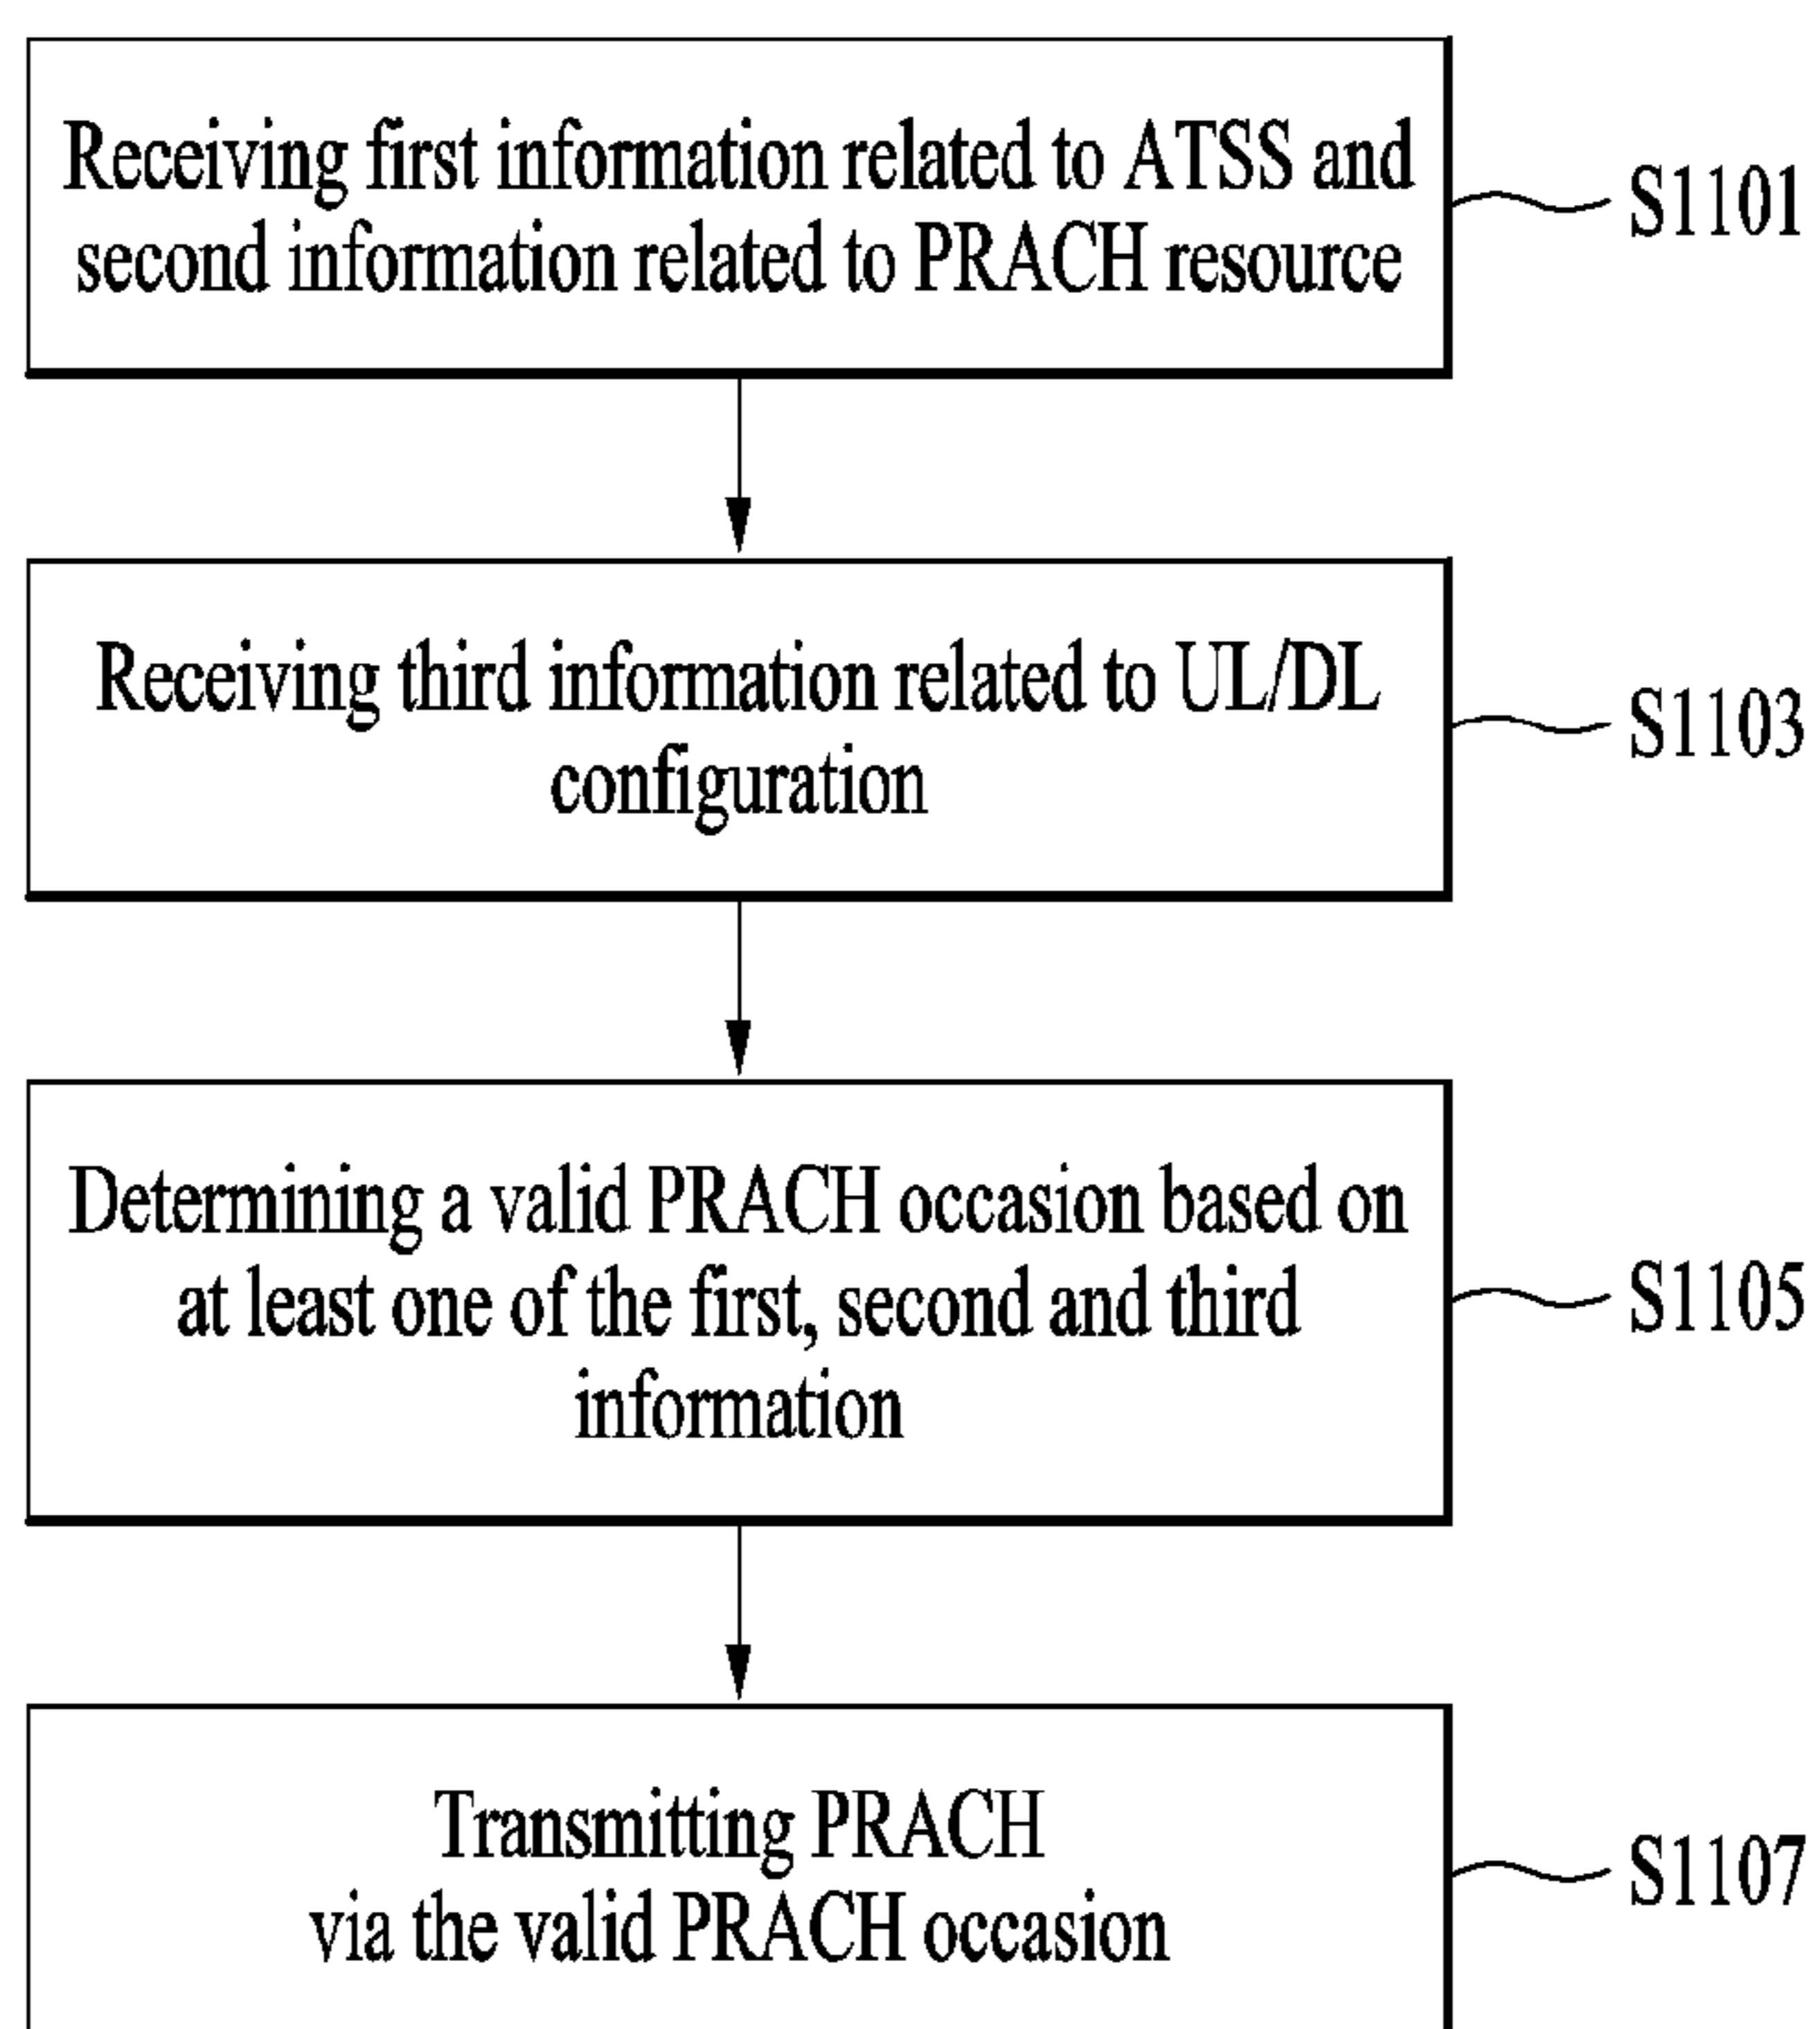 Receiving first information related to ATSS and
second information related to PRACH resource
S1101
Receiving third information related to UL/DL
configuration
S1103
Determining a valid PRACH occasion based on
at least one of the first, second and third
information
S1105
Transmitting PRACH
via the valid PRACH occasion
S1107